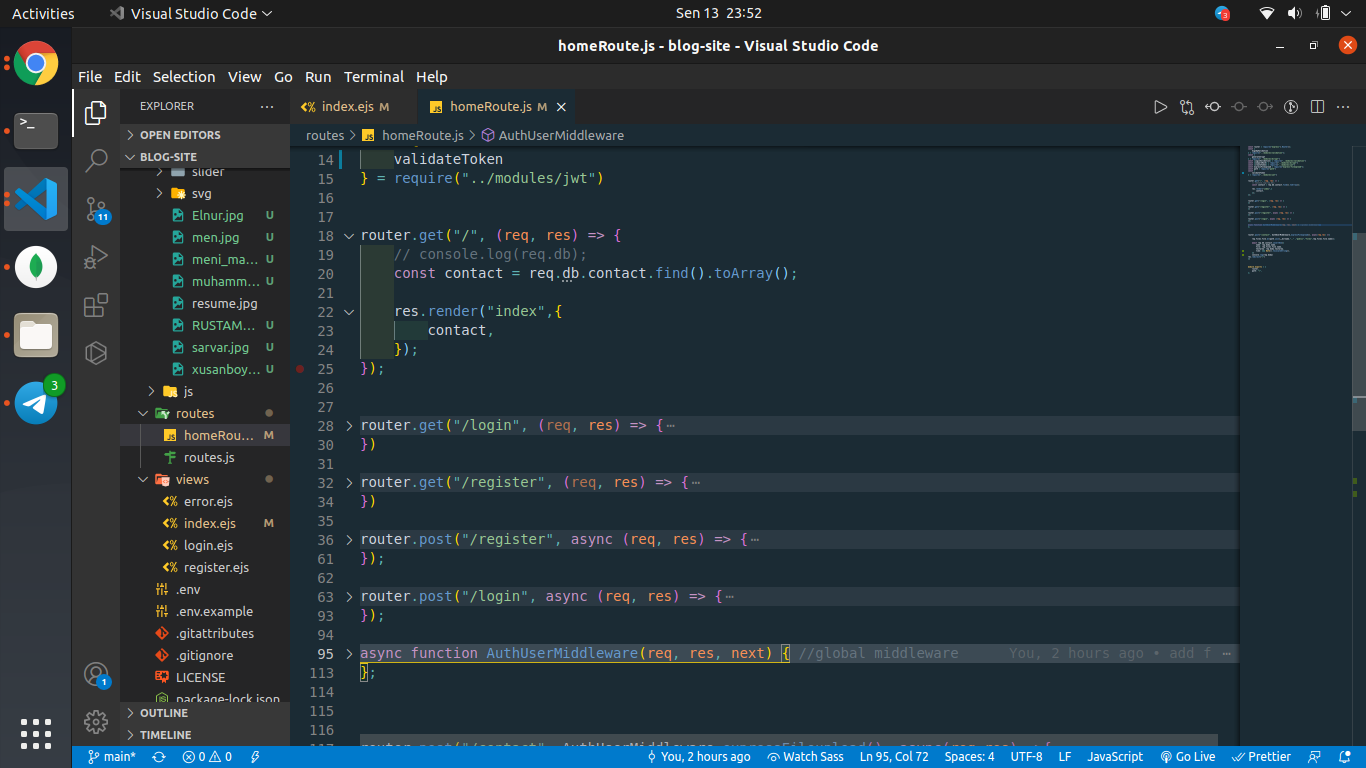 Activities
Visual Studio Code
Sen 13 23:52
3
homeRoute.js - blog-site - Visual Studio Code
File Edit Selection View Go Run Terminal Help
EXPLORER
OPEN EDITORS
BLOG-SITE
slider
svg
Elnur.jpg U
men.jpg U
meni_ma... U
muhamm... U
resume.jpg
RUSTAM... U
sarvar.jpg U
xusanboy... U
js
routes
homeRou... M
routes.js
views
error.ejs
index.ejs M
login.ejs
register.ejs
.env
.env.example
.gitattributes
.gitignore
LICENSE
package-lock.json
OUTLINE
TIMELINE
11
1
3
index.ejs M
homeRoute.js M
routes > homeRoute.js > AuthUserMiddleware
14 validateToken
15 } = require("../modules/jwt")
16
17
18 router.get("/", (req, res) => {
19 // console.log(req.db);
20 const contact = req.db.contact.find().toArray();
21
22 res.render("index",{
23 contact,
24 });
25 });
26
27
28 router.get("/login", (req, res) => {⋯
30 })
31
32 router.get("/register", (req, res) => {⋯
34 })
35
36 router.post("/register", async (req, res) => {⋯
61 });
62
63 router.post("/login", async (req, res) => {⋯
93 });
94
95 async function AuthUserMiddleware(req, res, next) { //global middleware You, 2 hours ago • add f ⋯
113 };
114
115
116
main*
0 0
You, 2 hours ago
Watch Sass
Ln 95, Col 72
Spaces: 4
UTF-8
LF
JavaScript
Go Live
Prettier